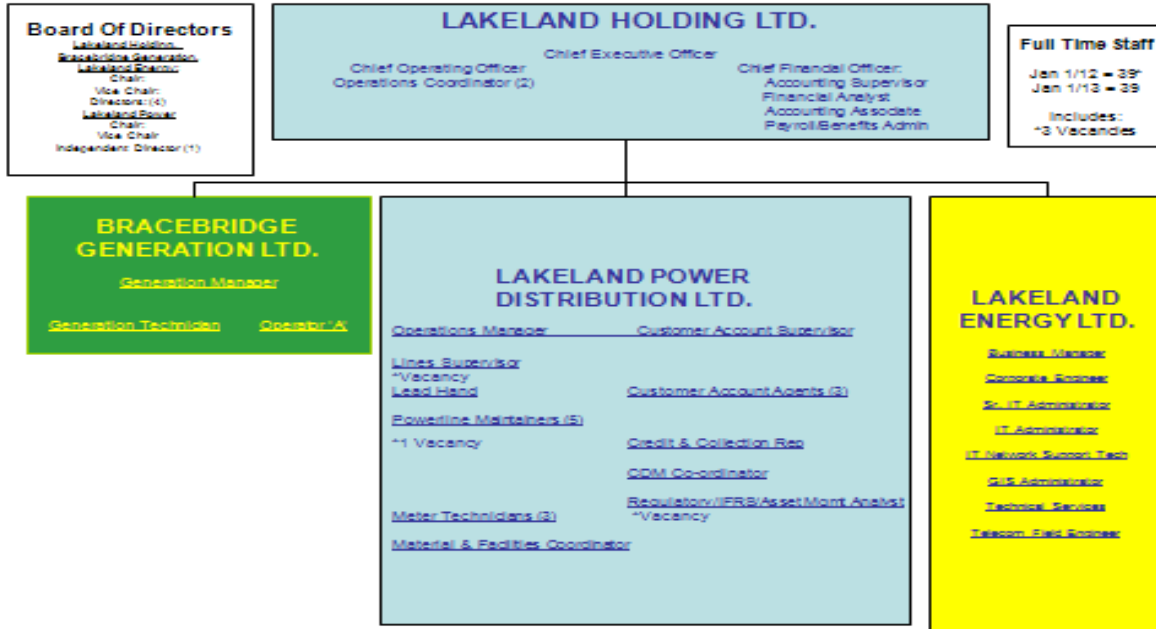 Board Of Directors
Lakeland Holding,
Bracebridge Generation,
Lakeland Energy:
Chair:
Vice Chair:
Directors: (4)
Lakeland Power
Chair:
Vice Chair
Independent Director (1)
LAKELAND HOLDING LTD.
Chief Executive Officer
Chief Operating Officer
Operations Coordinator (2)
Chief Financial Officer:
Accounting Supervisor
Financial Analyst
Accounting Associate
Payroll/Benefits Admin
Full Time Staff
Jan 1/12 = 39*
Jan 1/13 = 39
Includes:
*3 Vacancies
BRACEBRIDGE
GENERATION LTD.
Generation Manager
Generation Technician Operator 'A'
LAKELAND POWER
DISTRIBUTION LTD.
Operations Manager Customer Account Supervisor
Lines Supervisor
*Vacancy
Lead Hand Customer Account Agents (3)
Powerline Maintainers (5)
*1 Vacancy Credit & Collection Rep
CDM Co-ordinator
Regulatory/IFRS/Asset Mgmt Analyst
Meter Technicians (3) *Vacancy
Material & Facilities Coordinator
LAKELAND
ENERGY LTD.
Business Manager
Corporate Engineer
Sr. IT Administrator
IT Administrator
IT Network Support Tech
GIS Administrator
Technical Services
Telecom Field Engineer